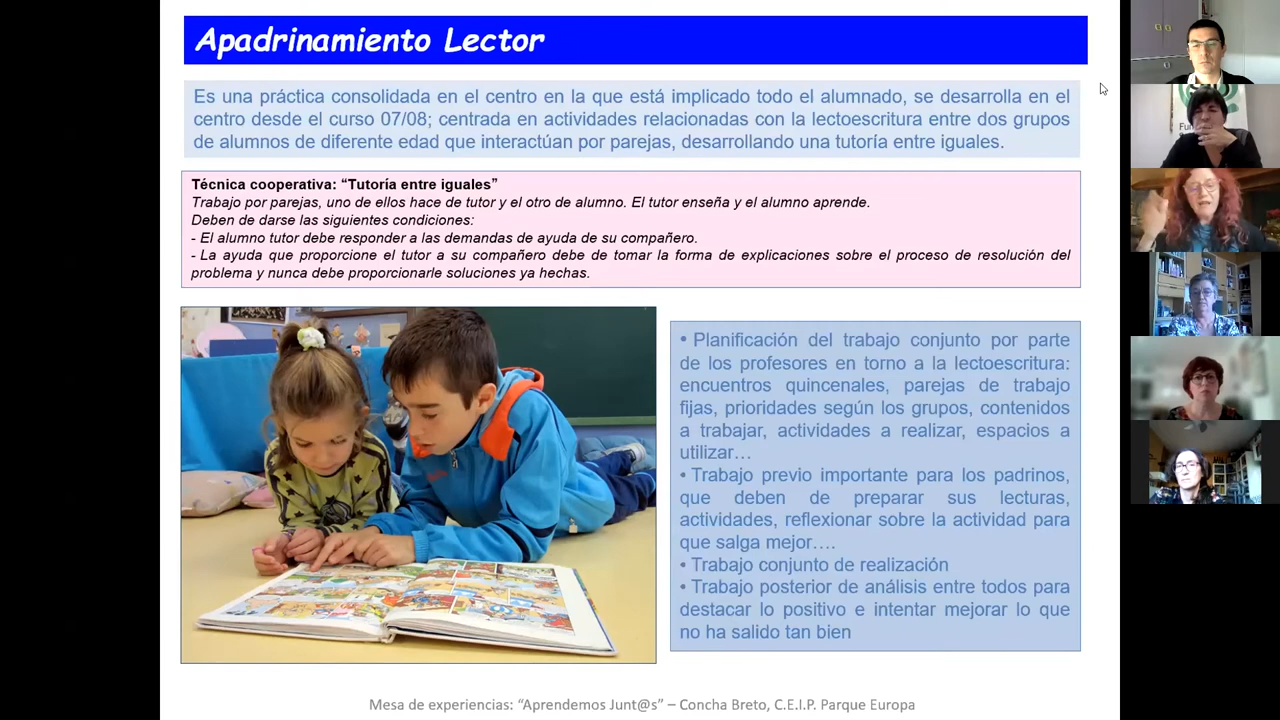 Apadrinamiento Lector
Es una práctica consolidada en el centro en la que está implicado todo el alumnado, se desarrolla en el
centro desde el curso 07/08; centrada en actividades relacionadas con la lectoescritura entre dos grupos
de alumnos de diferente edad que interactúan por parejas, desarrollando una tutoría entre iguales.
Técnica cooperativa: “Tutoría entre iguales”
Trabajo por parejas, uno de ellos hace de tutor y el otro de alumno. El tutor enseña y el alumno aprende.
Deben de darse las siguientes condiciones:
- El alumno tutor debe responder a las demandas de ayuda de su compañero.
- La ayuda que proporcione el tutor a su compañero debe de tomar la forma de explicaciones sobre el proceso de resolución del
problema y nunca debe proporcionarle soluciones ya hechas.
• Planificación del trabajo conjunto por parte
de los profesores en torno a la lectoescritura:
encuentros quincenales, parejas de trabajo
fijas, prioridades según los grupos, contenidos
a trabajar, actividades a realizar, espacios a
utilizar…
• Trabajo previo importante para los padrinos,
que deben de preparar sus lecturas,
actividades, reflexionar sobre la actividad para
que salga mejor….
• Trabajo conjunto de realización
• Trabajo posterior de análisis entre todos para
destacar lo positivo e intentar mejorar lo que
no ha salido tan bien
Mesa de experiencias: “Aprendemos Junt@s” – Concha Breto, C.E.I.P. Parque Europa